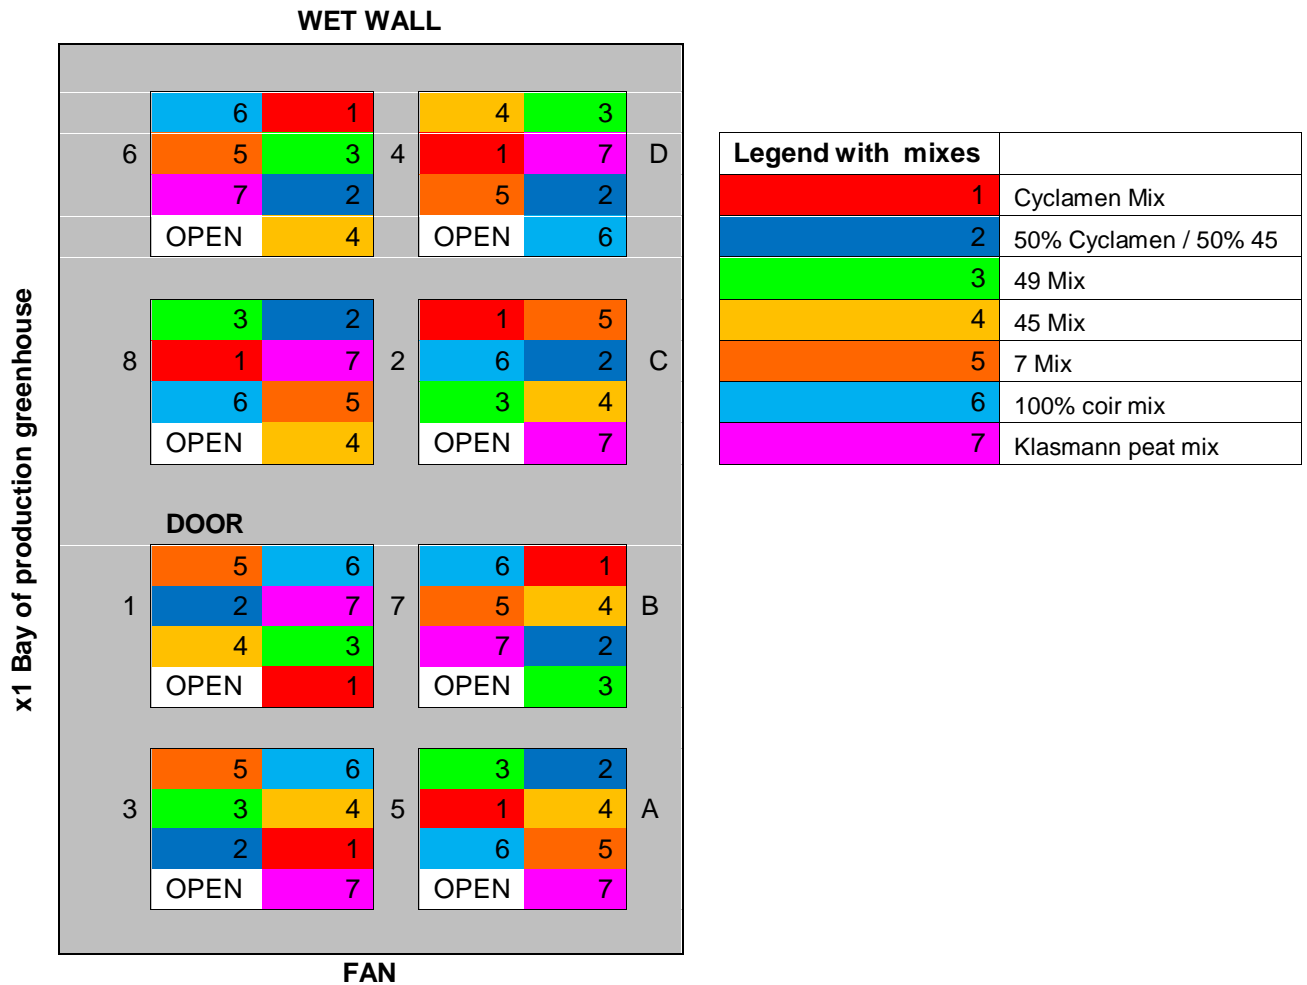 WET WALL
6 1 4 3
6 5 3 4 1 7 D
7 2 5 2
OPEN 4 OPEN 6
Legend with mixes
1 Cyclamen Mix
2 50% Cyclamen / 50% 45
3 49 Mix
4 45 Mix
5 7 Mix
6 100% coir mix
7 Klasmann peat mix
x1 Bay of production greenhouse
3 2 1 5
8 1 7 2 6 2 C
6 5 3 4
OPEN 4 OPEN 7
DOOR
5 6 6 1
1 2 7 7 5 4 B
4 3 7 2
OPEN 1 OPEN 3
5 6 3 2
3 3 4 5 1 4 A
2 1 6 5
OPEN 7 OPEN 7
FAN